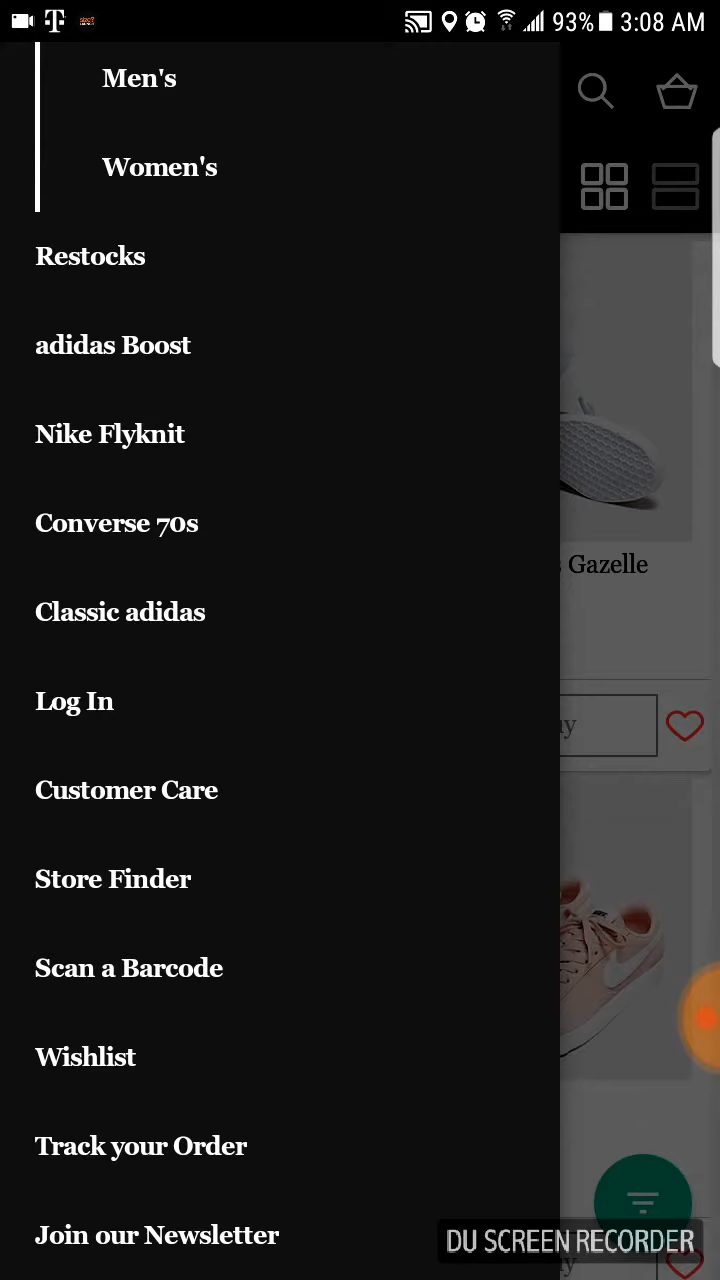 93% 3:08 AM
Men's
Women's
Restocks
adidas Boost
Nike Flyknit
Converse 70s
Gazelle
Classic adidas
Log In
Customer Care
Store Finder
Scan a Barcode
Wishlist
Track your Order
Join our Newsletter
DU SCREEN RECORDER